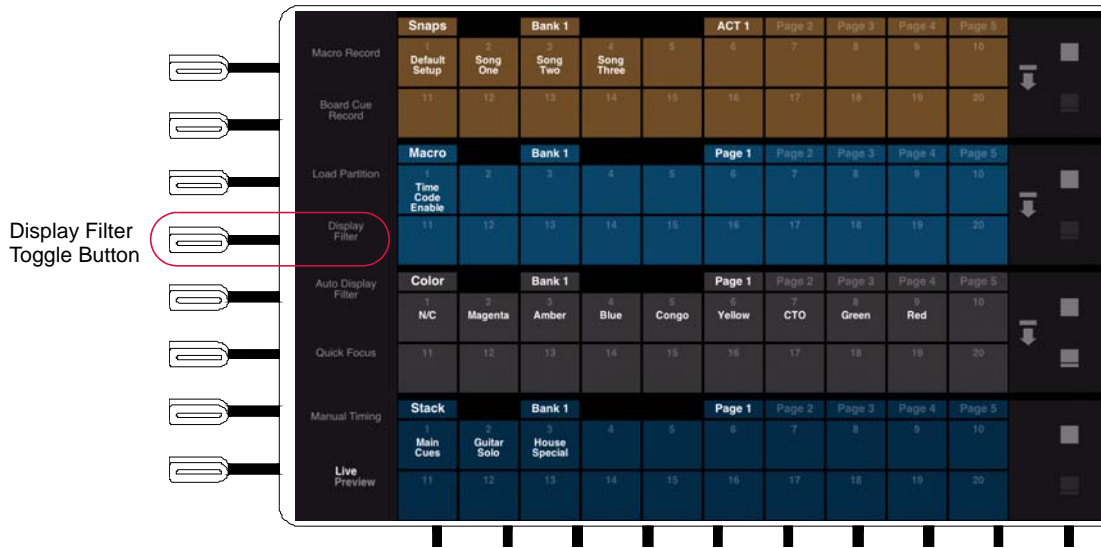 Snaps Bank 1 ACT 1 Page 2 Page 3 Page 4 Page 5
Macro Record
1 2 3 4 5 6 7 8 9 10
Default Setup Song One Song Two Song Three
Board Cue
Record
11 12 13 14 15 16 17 18 19 20
Macro Bank 1 Page 1 Page 2 Page 3 Page 4 Page 5
Load Partition
1 2 3 4 5 6 7 8 9 10
Time
Code
Enable
Display Filter
Toggle Button
Display
Filter
11 12 13 14 15 16 17 18 19 20
Color Bank 1 Page 1 Page 2 Page 3 Page 4 Page 5
Auto Display
Filter
1 2 3 4 5 6 7 8 9 10
N/C Magenta Amber Blue Congo Yellow CTO Green Red
Quick Focus
11 12 13 14 15 16 17 18 19 20
Stack Bank 1 Page 1 Page 2 Page 3 Page 4 Page 5
Manual Timing
1 2 3 4 5 6 7 8 9 10
Main Cues Guitar Solo House Special
Live
Preview
11 12 13 14 15 16 17 18 19 20